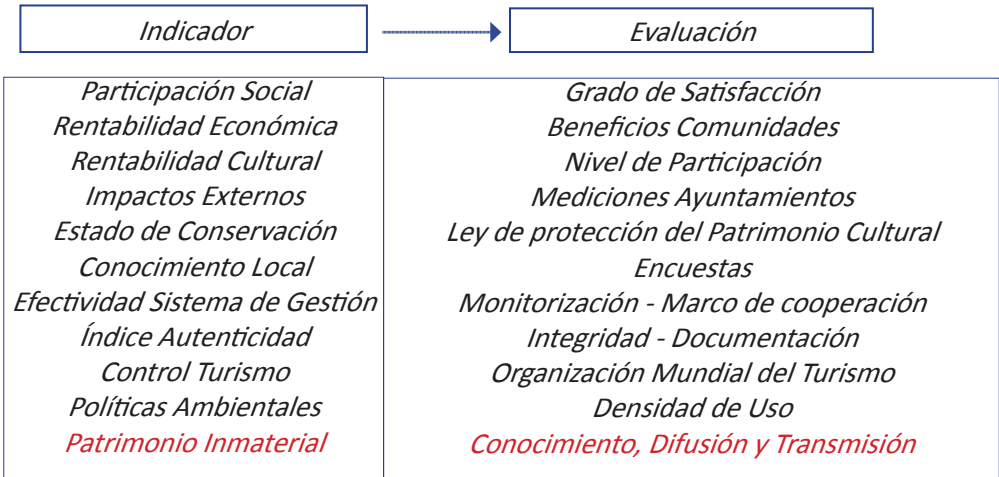 Indicador
Evaluación
Participación Social
Rentabilidad Económica
Rentabilidad Cultural
Impactos Externos
Estado de Conservación
Conocimiento Local
Efectividad Sistema de Gestión
Índice Autenticidad
Control Turismo
Políticas Ambientales
Patrimonio Inmaterial
Grado de Satisfacción
Beneficios Comunidades
Nivel de Participación
Mediciones Ayuntamientos
Ley de protección del Patrimonio Cultural
Encuestas
Monitorización - Marco de cooperación
Integridad - Documentación
Organización Mundial del Turismo
Densidad de Uso
Conocimiento, Difusión y Transmisión